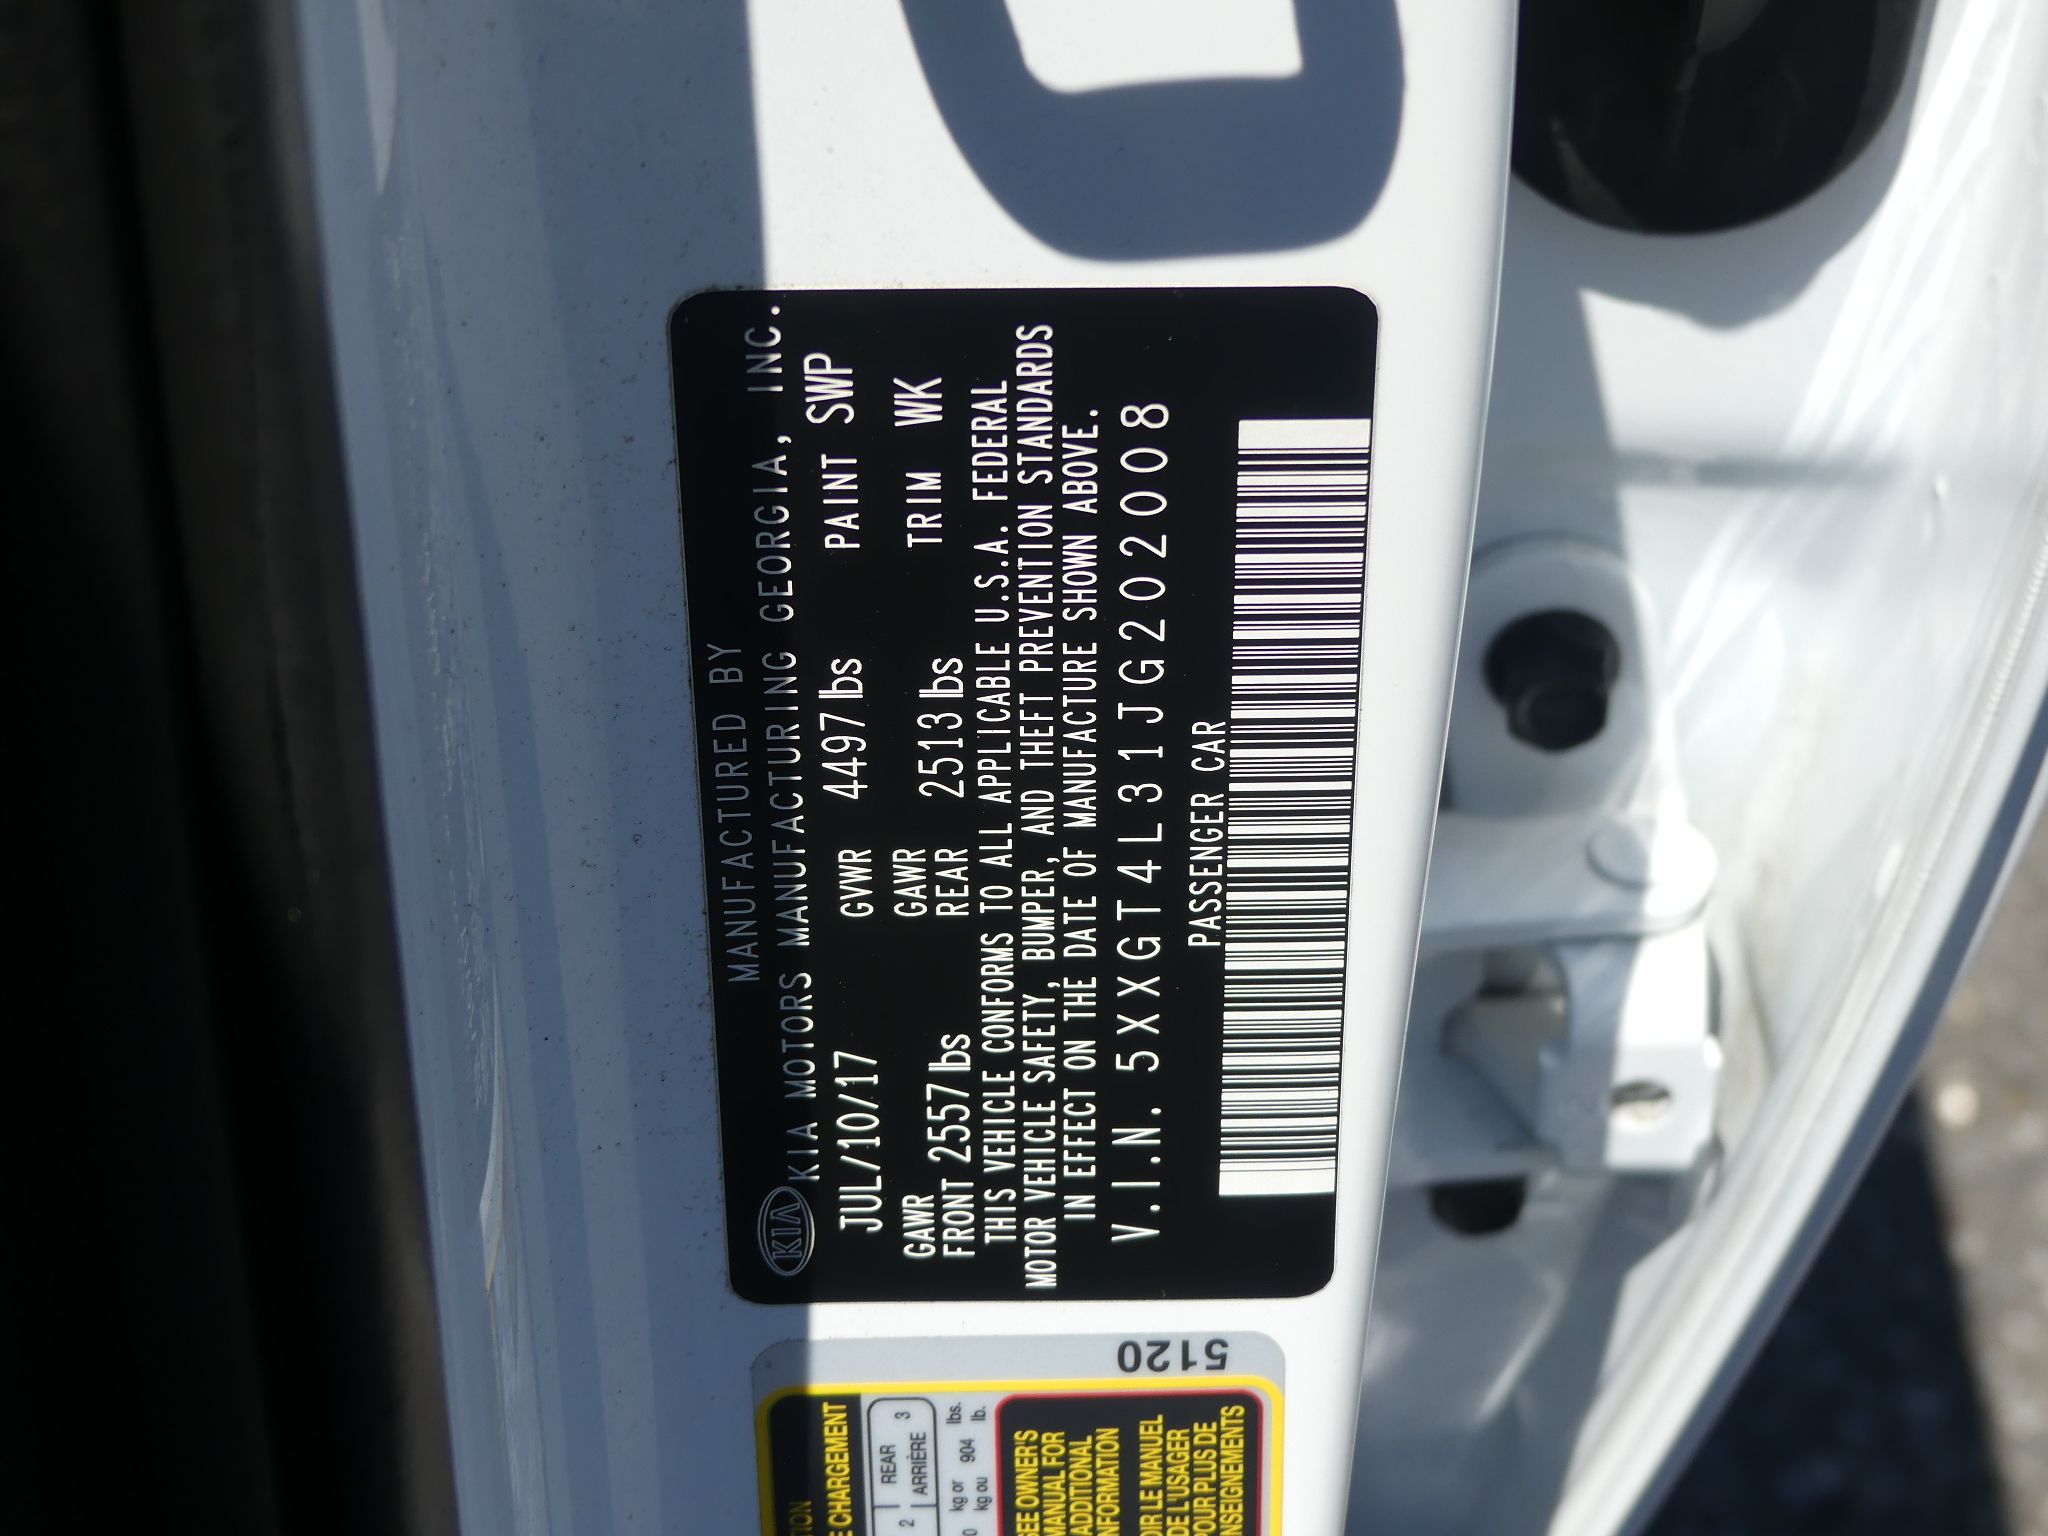 MANUFACTURED BY
KIA KIA MOTORS MANUFACTURING GEORGIA, INC.
JUL/10/17 GVWR 4497 lbs PAINT SWP
GAWR GAWR
FRONT 2557 lbs REAR 2513 lbs TRIM WK
THIS VEHICLE CONFORMS TO ALL APPLICABLE U.S.A. FEDERAL
MOTOR VEHICLE SAFETY, BUMPER, AND THEFT PREVENTION STANDARDS
IN EFFECT ON THE DATE OF MANUFACTURE SHOWN ABOVE.
V.I.N. 5XXGT4L31JG202008
PASSENGER CAR
5120
CHARGEMENT
2 REAR 3
ARRIÈRE
kg or lbs.
kg ou 904 lb.
SEE OWNER'S
MANUAL FOR
ADDITIONAL
INFORMATION
LE MANUEL
DE L'USAGER
POUR PLUS DE